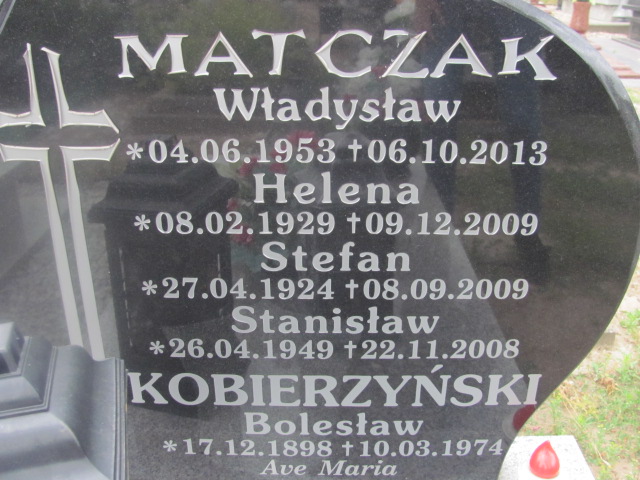 MATCZAK
Władysław
*04.06.1953 †06.10.2013
Helena
*08.02.1929 †09.12.2009
Stefan
*27.04.1924 †08.09.2009
Stanisław
*26.04.1949 †22.11.2008
KOBIERZYŃSKI
Bolesław
*17.12.1898 †10.03.1974
Ave Maria